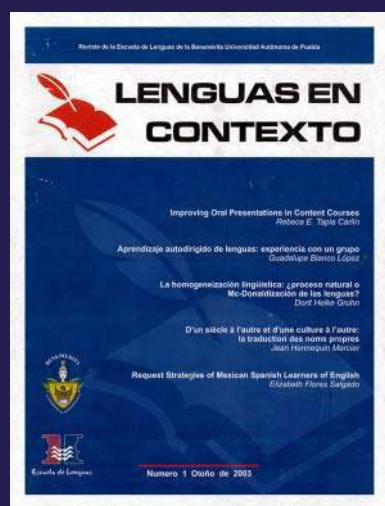 Revista de la Escuela de Lenguas de la Benemérita Universidad Autónoma de Puebla
LENGUAS EN
CONTEXTO
Improving Oral Presentations in Content Courses
Rebeca E. Tapia Carlin
Aprendizaje autodirigido de lenguas: experiencia con un grupo
Guadalupe Blanco López
La homogeneización lingüística: ¿proceso natural o
Mc-Donaldización de las lenguas?
Dorit Heike Gruhn
D'un siècle à l'autre et d'une culture à l'autre:
la traduction des noms propres
Jean Hennequin Mercier
Request Strategies of Mexican Spanish Learners of English
Elizabeth Flores Salgado
Escuela de Lenguas
Numero 1 Otoño de 2003